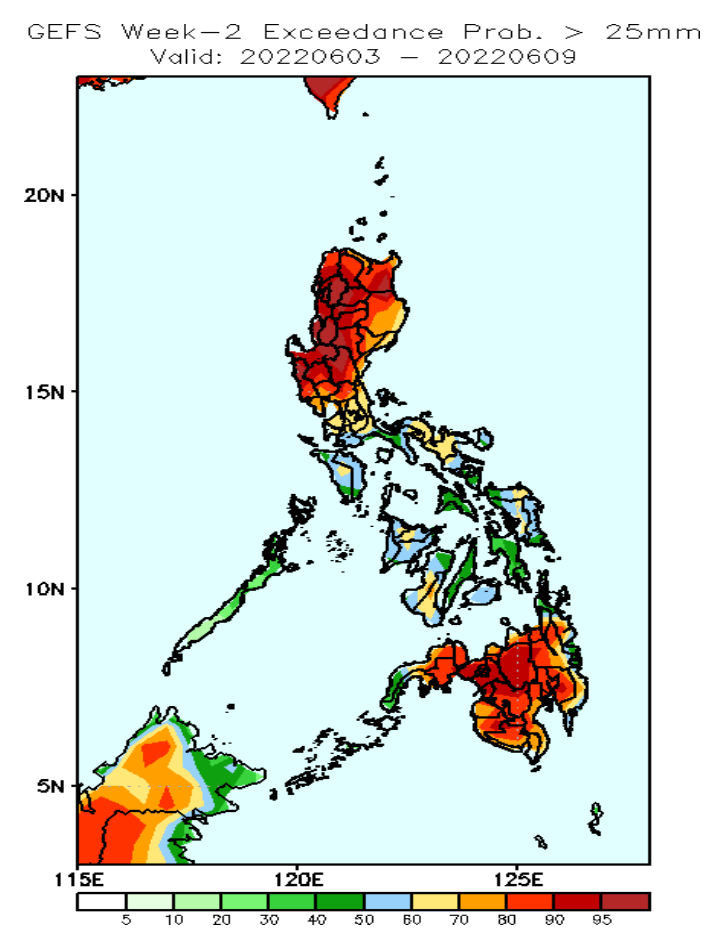 GEFS Week-2 Exceedance Prob. > 25mm
Valid: 20220603 - 20220609
20N
15N
10N
5N
115E 120E 125E
5 10 20 30 40 50 60 70 80 90 95